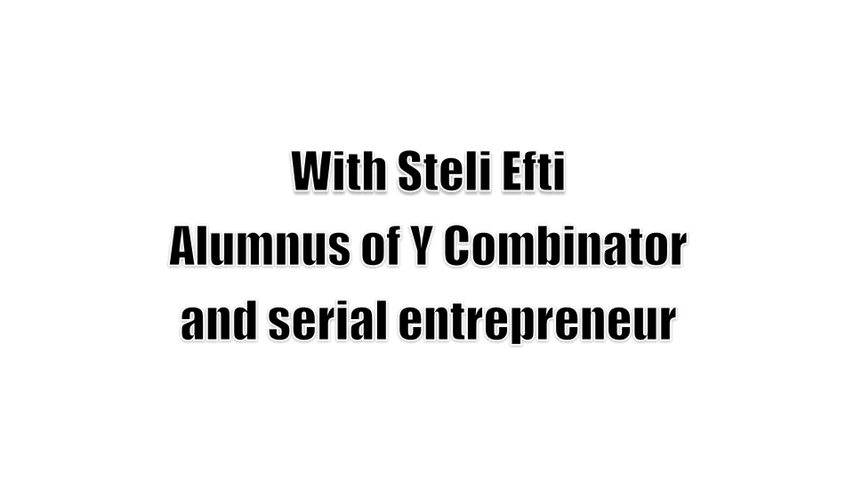 With Steli Efti
Alumnus of Y Combinator
and serial entrepreneur